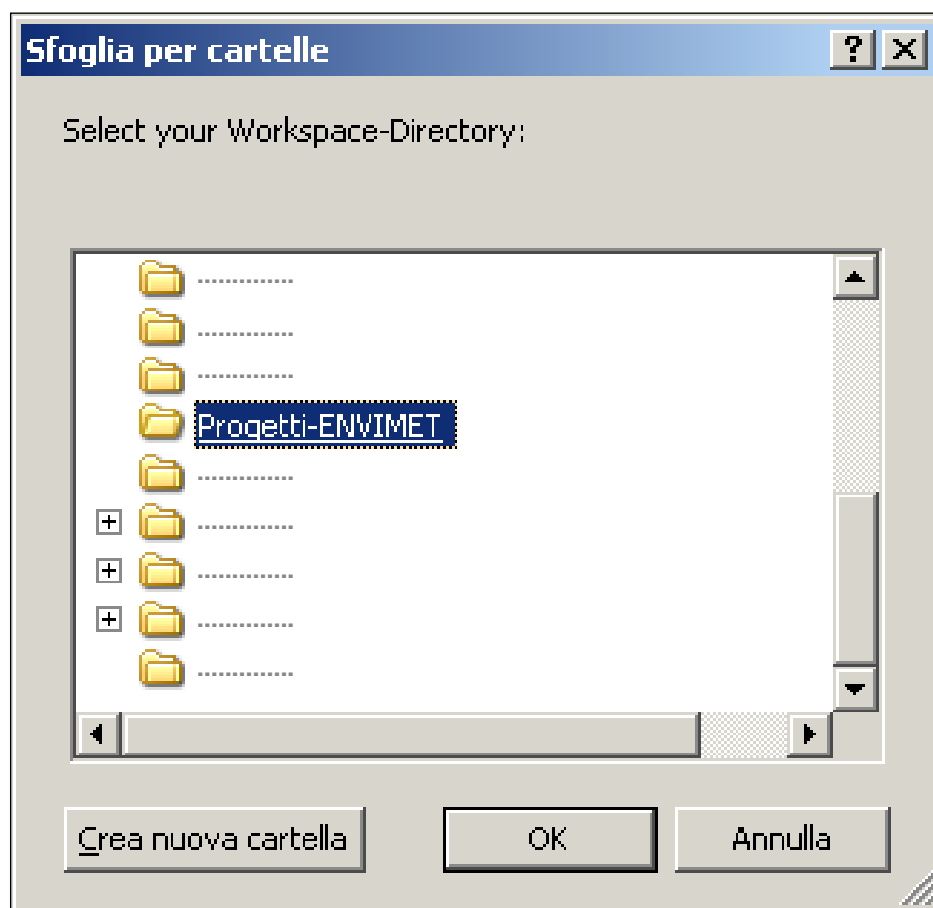 Sfoglia per cartelle
Select your Workspace-Directory:
.............
.............
.............
Progetti-ENVIMET
.............
.............
.............
.............
.............
Crea nuova cartella
OK
Annulla